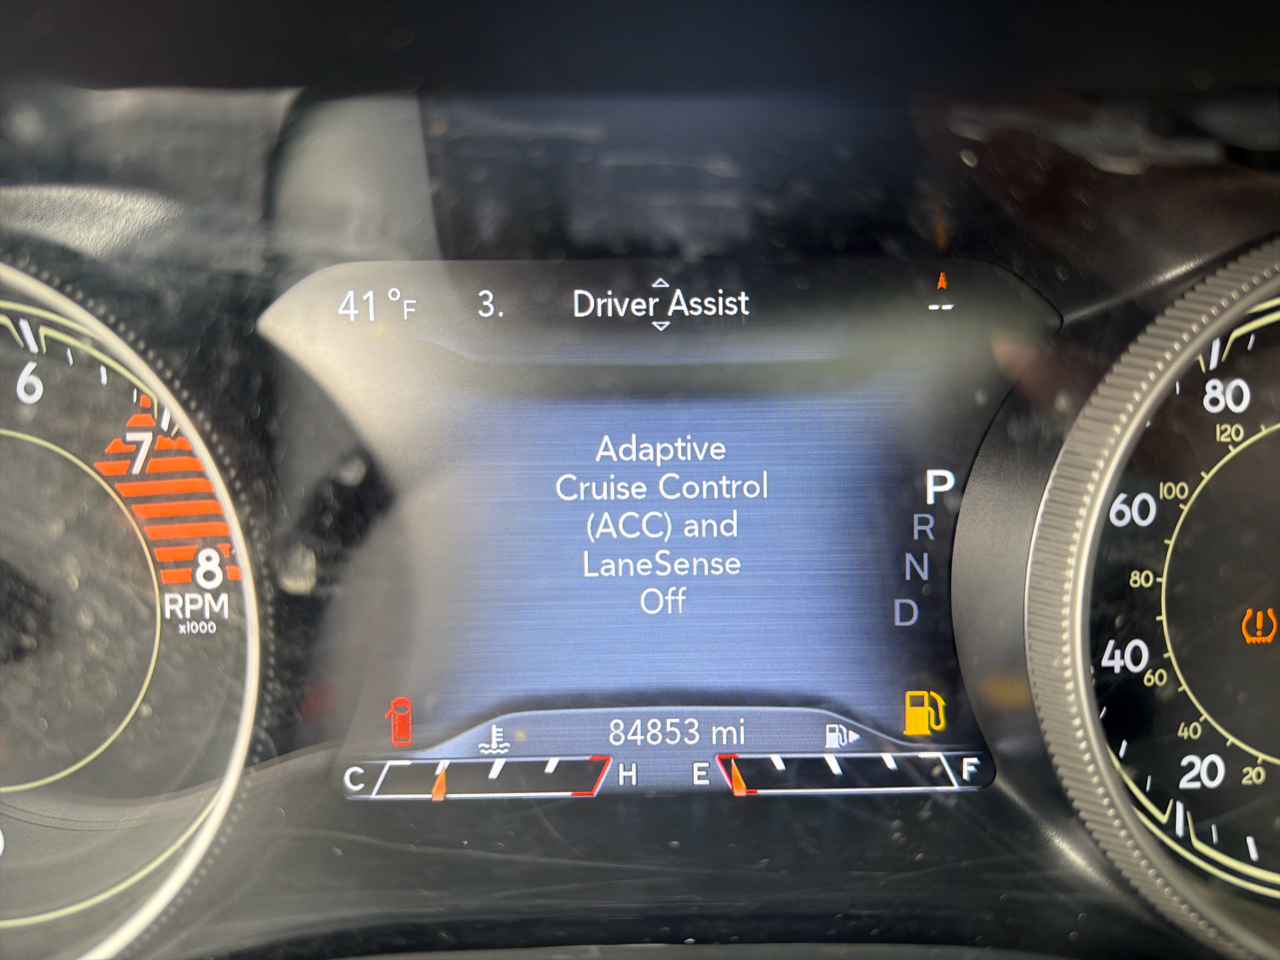 41°F 3. Driver Assist --
Adaptive
Cruise Control
(ACC) and
LaneSense
Off
P
R
N
D
84853 mi
C H E F
6
7
8
RPM
x1000
80
120
60
100
80
40
60
40
20
20